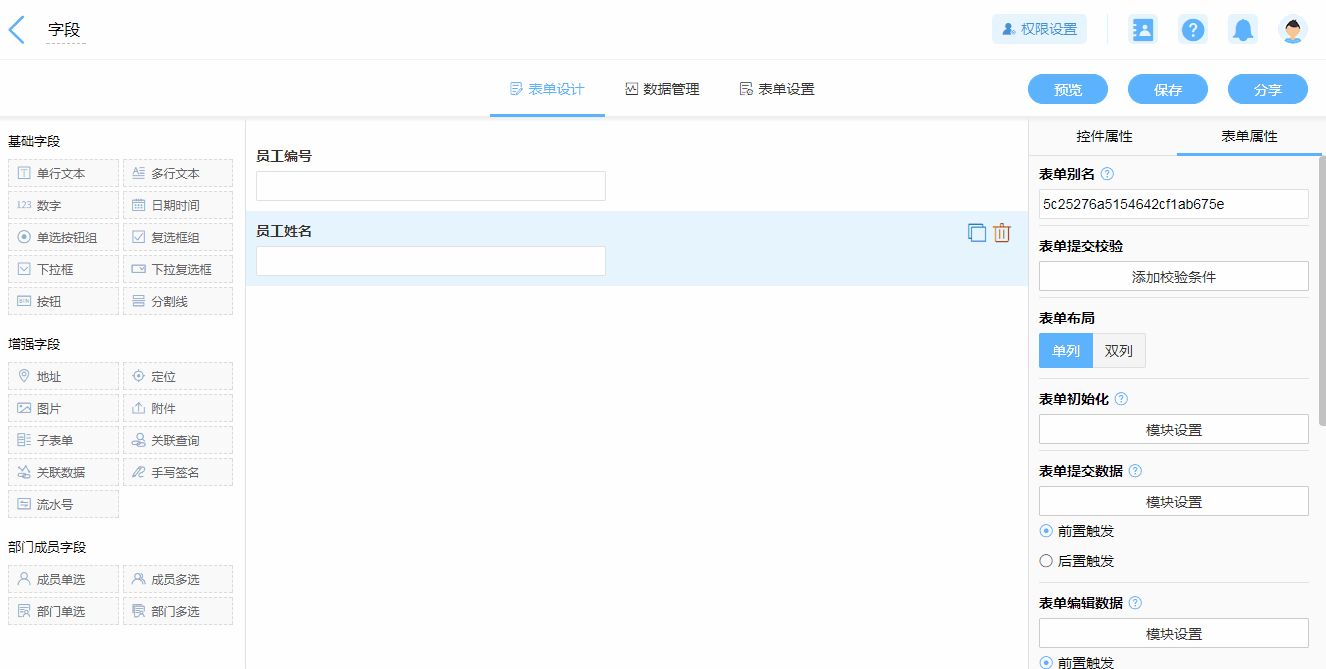 字段
权限设置
表单设计
数据管理
表单设置
预览
保存
分享
基础字段
单行文本
多行文本
123 数字
日期时间
单选按钮组
复选框组
下拉框
下拉复选框
按钮
分割线
增强字段
地址
定位
图片
附件
子表单
关联查询
关联数据
手写签名
流水号
部门成员字段
成员单选
成员多选
部门单选
部门多选
员工编号
员工姓名
控件属性
表单属性
表单别名 ?
5c25276a5154642cf1ab675e
表单提交校验
添加校验条件
表单布局
单列
双列
表单初始化 ?
模块设置
表单提交数据 ?
模块设置
前置触发
后置触发
表单编辑数据 ?
模块设置
前置触发